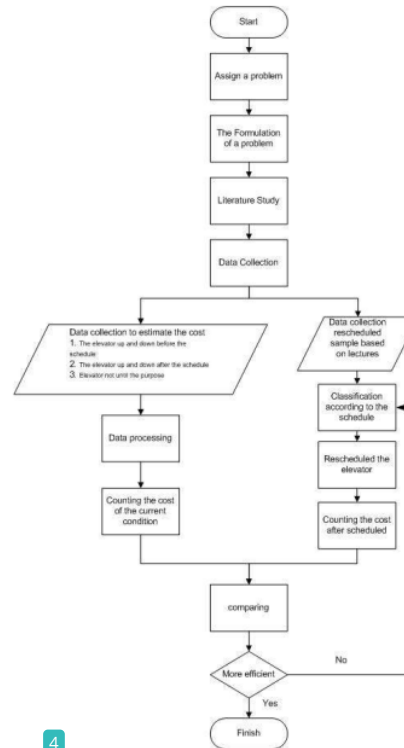 Start
Assign a problem
The Formulation
of a problem
Literature Study
Data Collection
Data collection to estimate the cost
1. The elevator up and down before the
schedule
2. The elevator up and down after the schedule
3. Elevator not until the purpose
Data processing
Counting the cost
of the current
condition
Data collection
rescheduled
sample based
on lectures
Classification
according to the
schedule
Rescheduled the
elevator
Counting the cost
after scheduled
comparing
More efficient
No
Yes
Finish
4